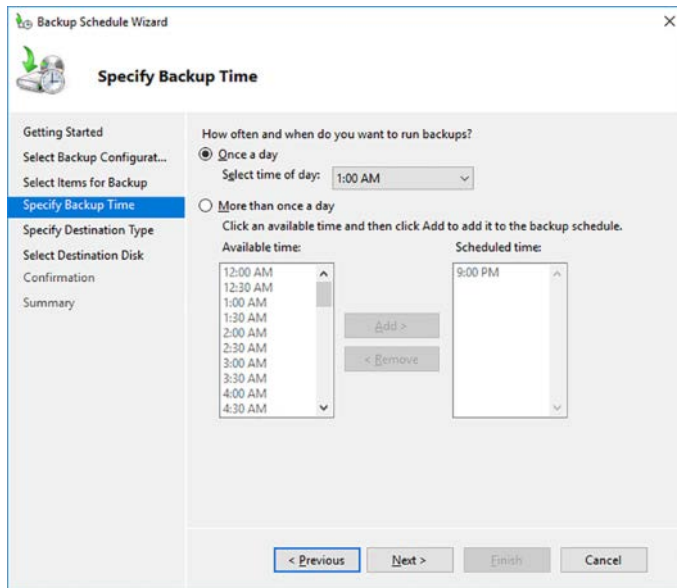 Backup Schedule Wizard
Specify Backup Time
Getting Started
Select Backup Configurat...
Select Items for Backup
Specify Backup Time
Specify Destination Type
Select Destination Disk
Confirmation
Summary
How often and when do you want to run backups?
Once a day
Select time of day: 1:00 AM
More than once a day
Click an available time and then click Add to add it to the backup schedule.
Available time: Scheduled time:
12:00 AM 9:00 PM
12:30 AM
1:00 AM
1:30 AM
2:00 AM
2:30 AM
3:00 AM
3:30 AM
4:00 AM
4:30 AM
Add >
< Remove
< Previous Next > Finish Cancel